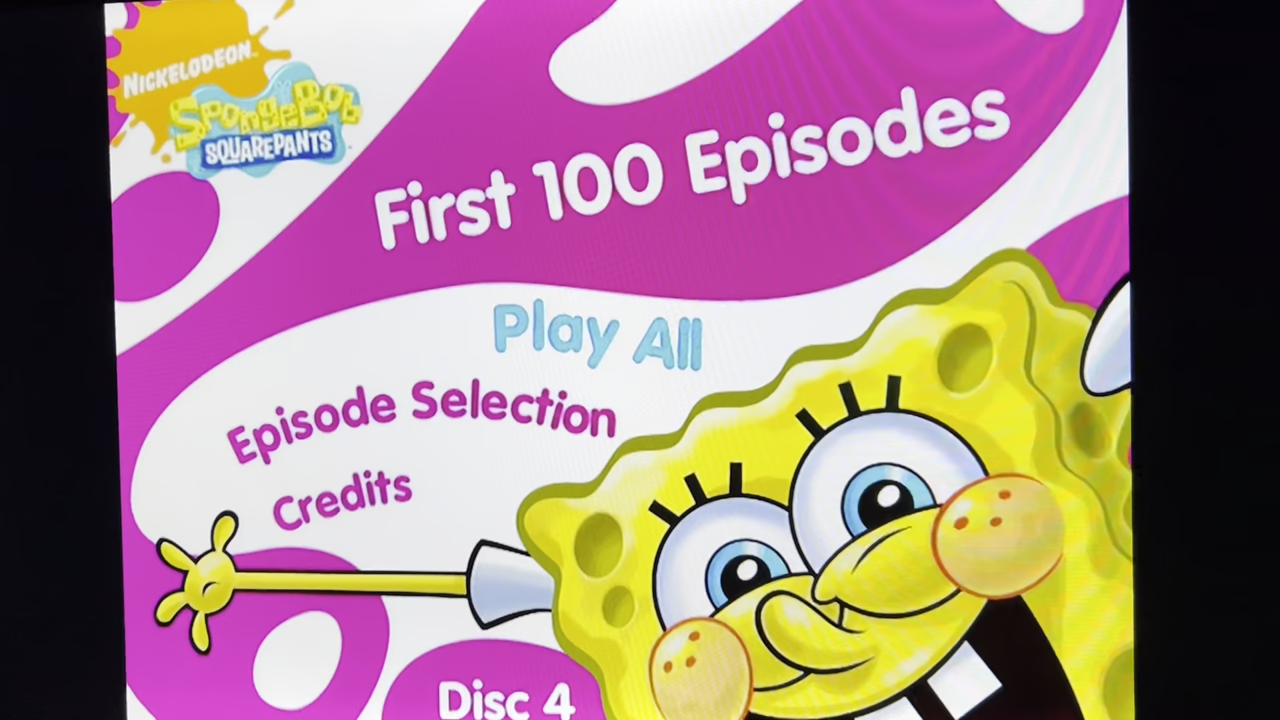 NICKELODEON
SpongeBob
SQUAREPANTS
First 100 Episodes
Play All
Episode Selection
Credits
Disc 4